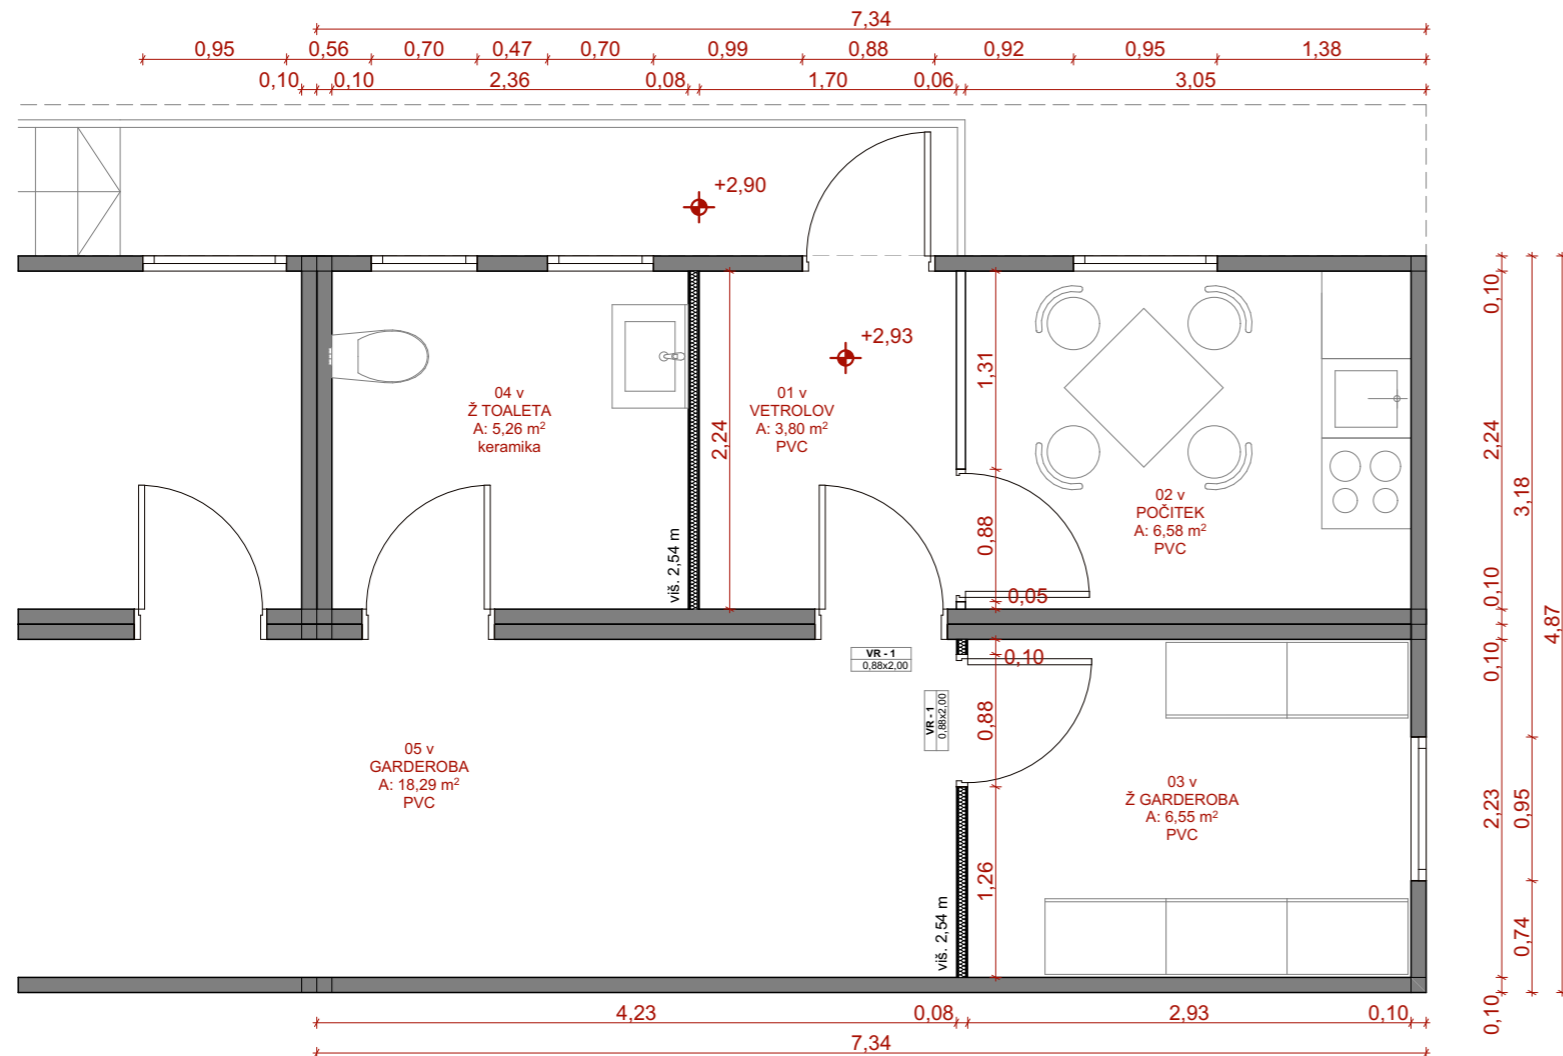 7,34
0,95 0,56 0,70 0,47 0,70 0,99 0,88 0,92 0,95 1,38
0,10 0,10 2,36 0,08 1,70 0,06 3,05
+2,90
+2,93
04 v
Ž TOALETA
A: 5,26 m²
keramika
01 v
VETROLOV
A: 3,80 m²
PVC
02 v
POČITEK
A: 6,58 m²
PVC
2,24
1,31
0,88
0,05
viš. 2,54 m
VR - 1
0,88x2,00
VR - 1
0,88x2,00
0,10
0,88
1,26
05 v
GARDEROBA
A: 18,29 m²
PVC
03 v
Ž GARDEROBA
A: 6,55 m²
PVC
viš. 2,54 m
0,10
2,24
0,10
0,10
2,23
0,10
3,18
0,95
0,74
4,87
4,23 0,08 2,93 0,10
7,34